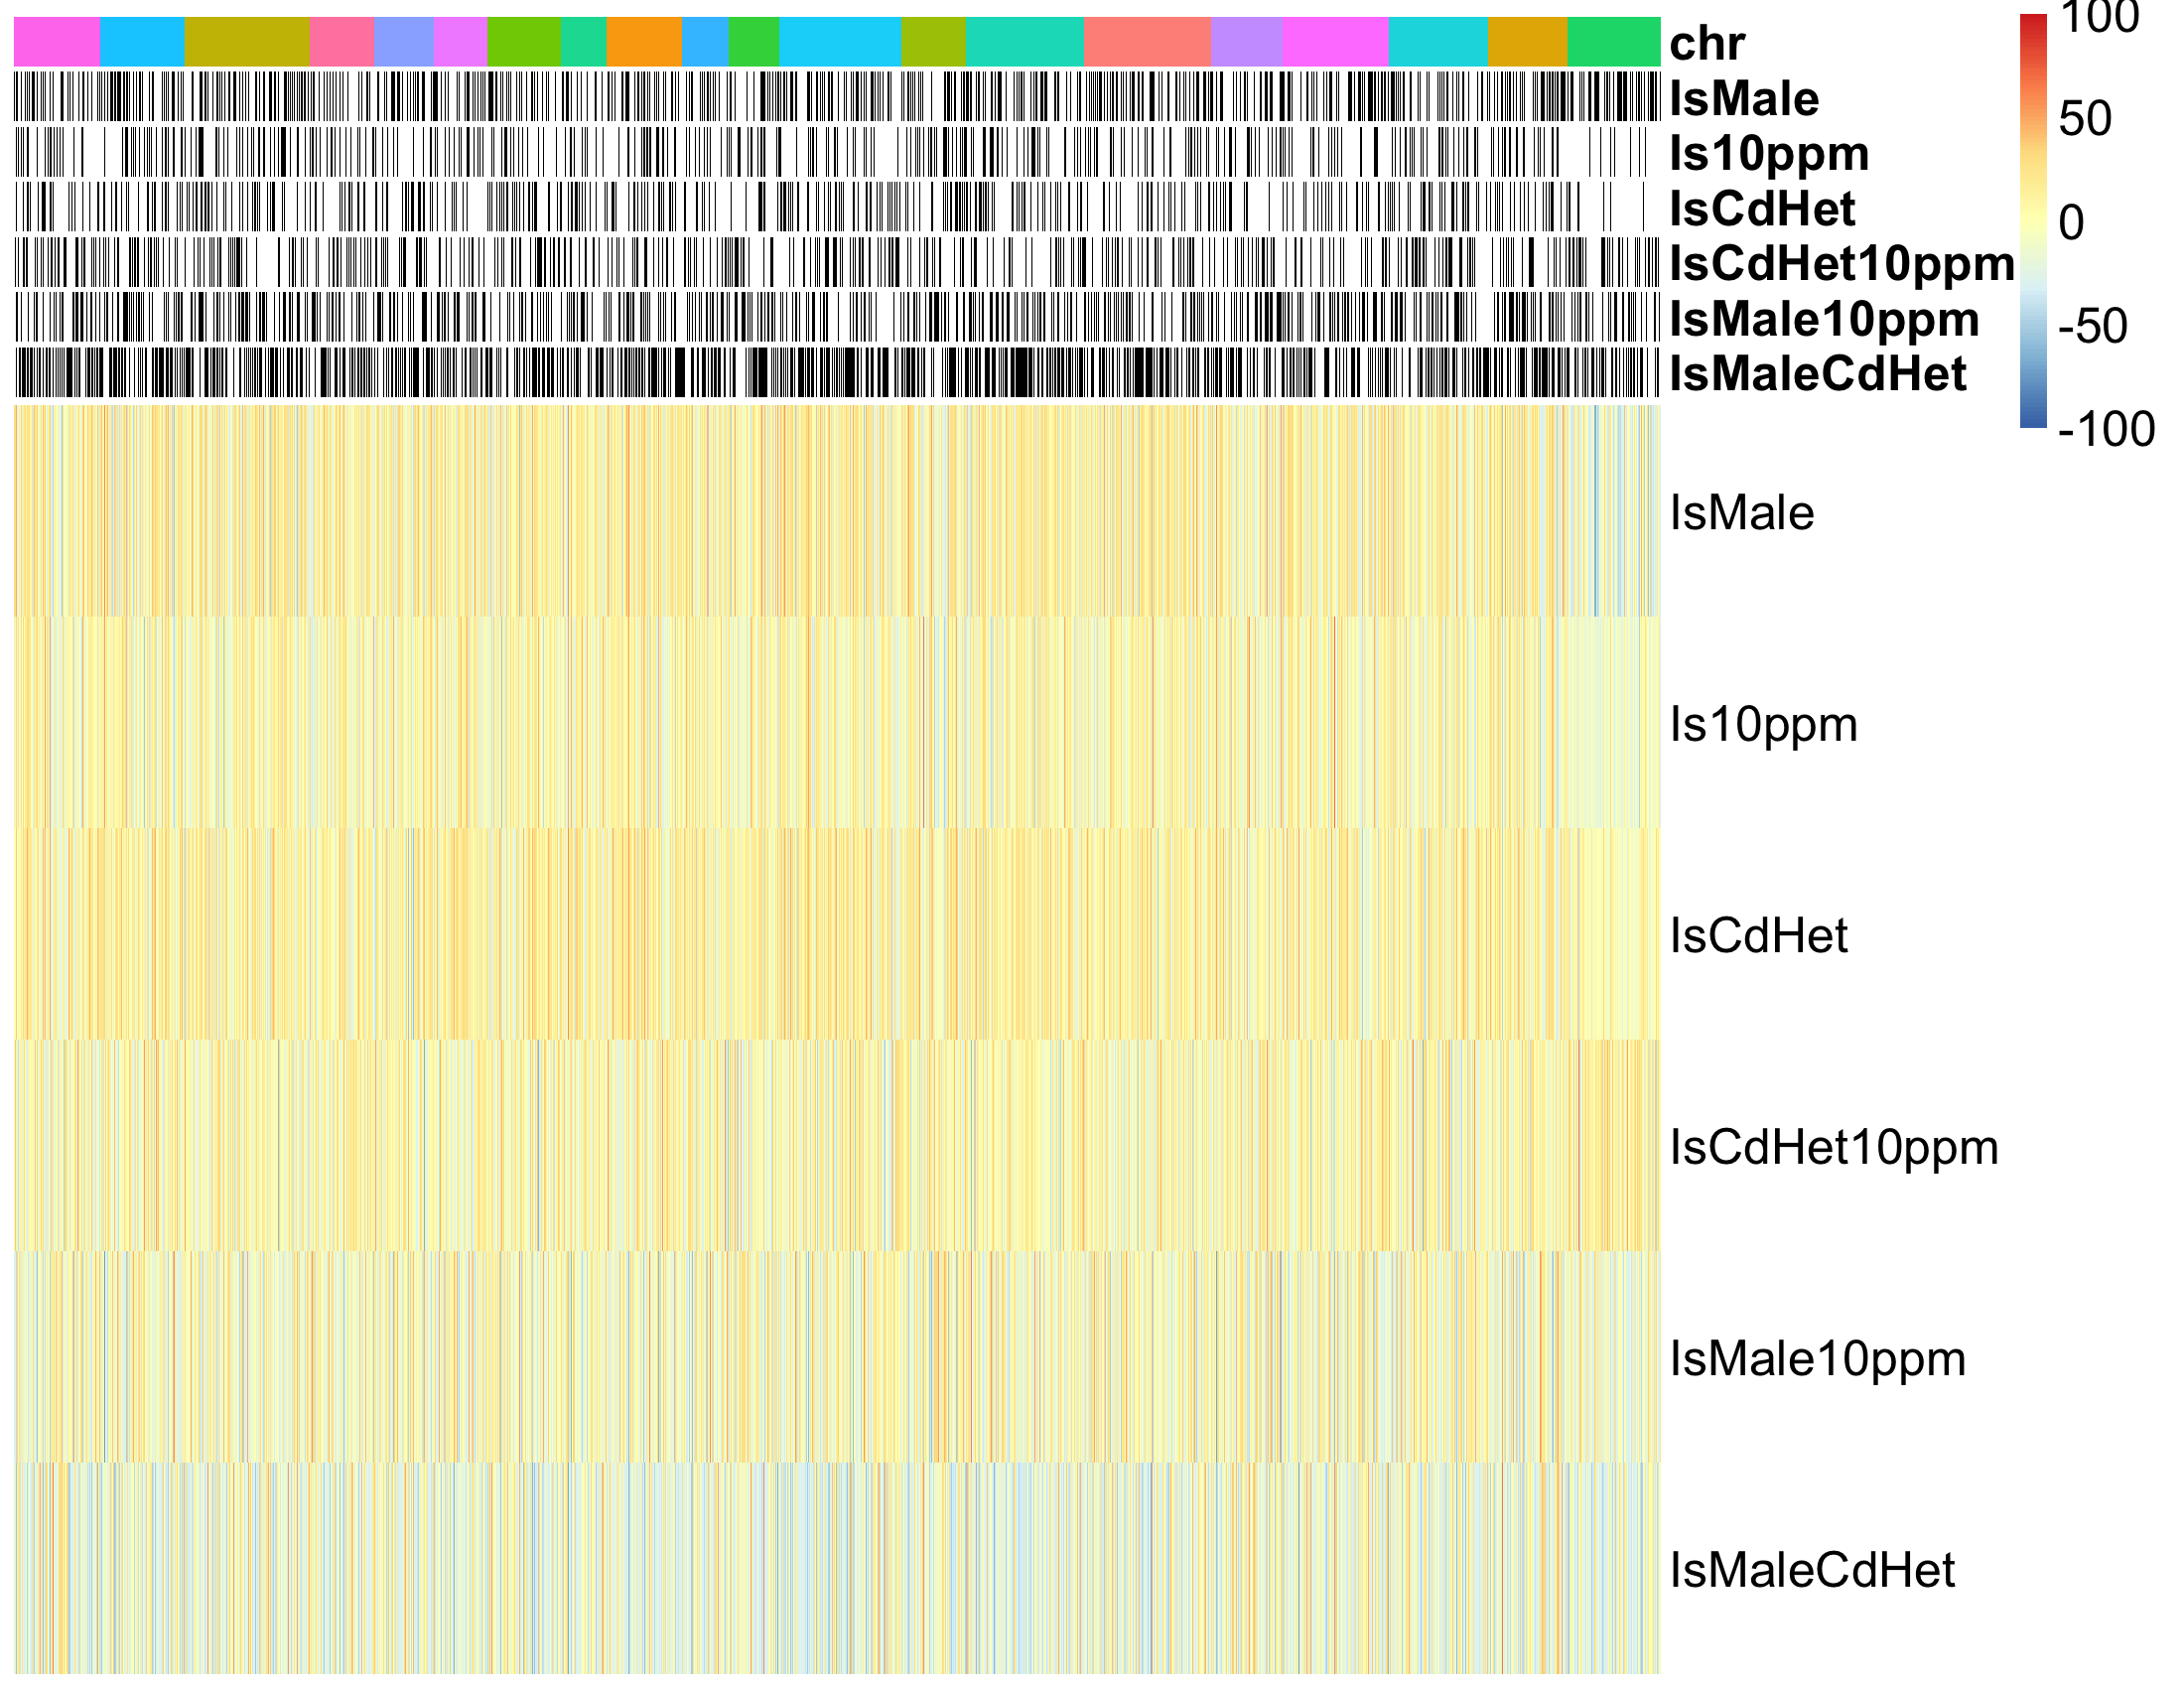 chr
IsMale
Is10ppm
IsCdHet
IsCdHet10ppm
IsMale10ppm
IsMaleCdHet
100
50
0
-50
-100
IsMale
Is10ppm
IsCdHet
IsCdHet10ppm
IsMale10ppm
IsMaleCdHet